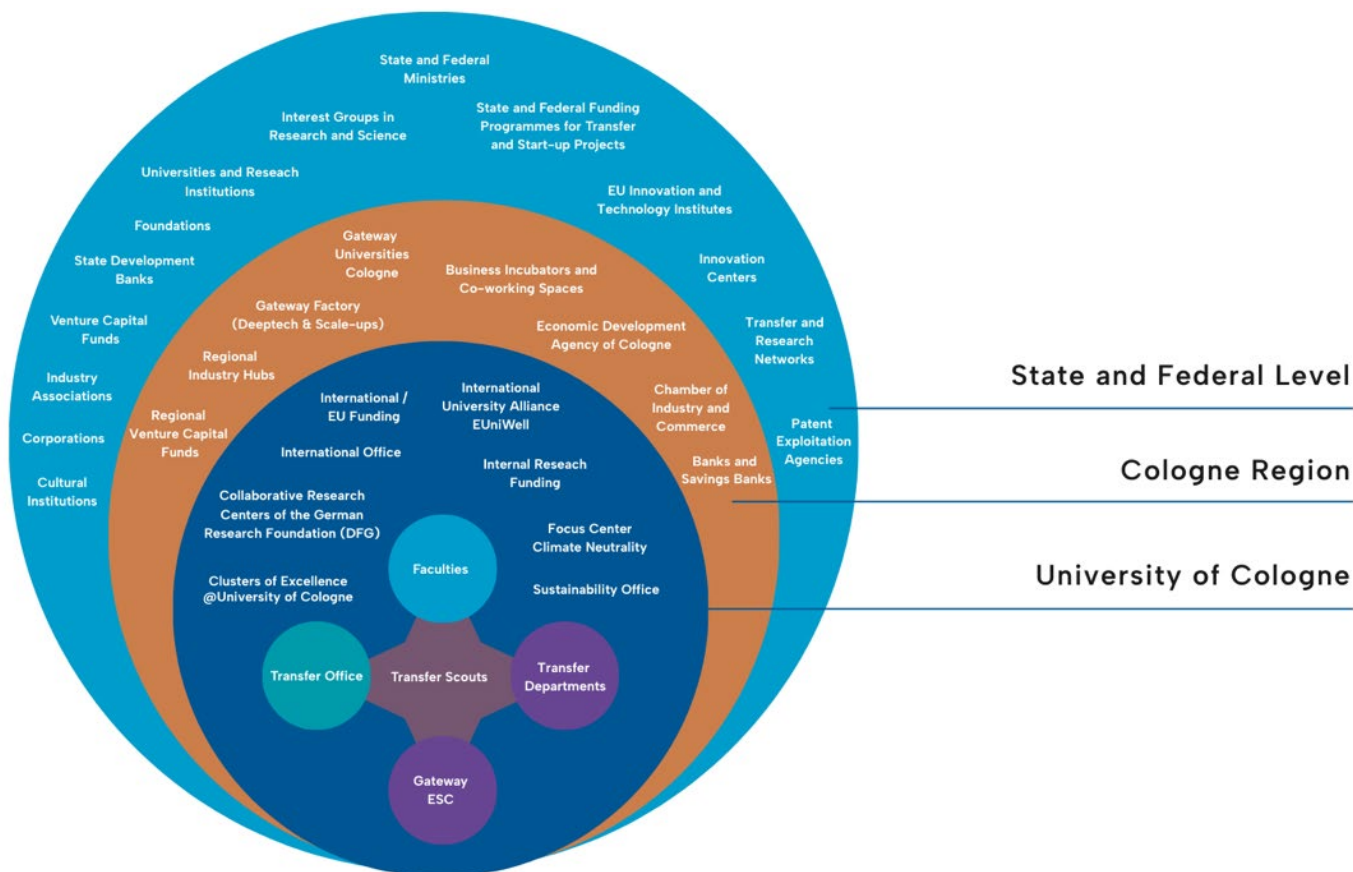 State and Federal
Ministries
Interest Groups in
Research and Science
State and Federal Funding
Programmes for Transfer
and Start-up Projects
Universities and Reseach
Institutions
EU Innovation and
Technology Institutes
Foundations
Gateway
Universities
Cologne
State Development
Banks
Business Incubators and
Co-working Spaces
Innovation
Centers
Gateway Factory
(Deeptech & Scale-ups)
Venture Capital
Funds
Economic Development
Agency of Cologne
Transfer and
Research
Networks
Regional
Industry Hubs
Industry
Associations
International /
EU Funding
International
University Alliance
EUniWell
Chamber of
Industry and
Commerce
State and Federal Level
Regional
Venture Capital
Funds
Corporations
Patent
Exploitation
Agencies
International Office
Internal Reseach
Funding
Banks and
Savings Banks
Cologne Region
Cultural
Institutions
Collaborative Research
Centers of the German
Research Foundation (DFG)
Focus Center
Climate Neutrality
Faculties
University of Cologne
Clusters of Excellence
@University of Cologne
Sustainability Office
Transfer Office
Transfer Scouts
Transfer
Departments
Gateway
ESC